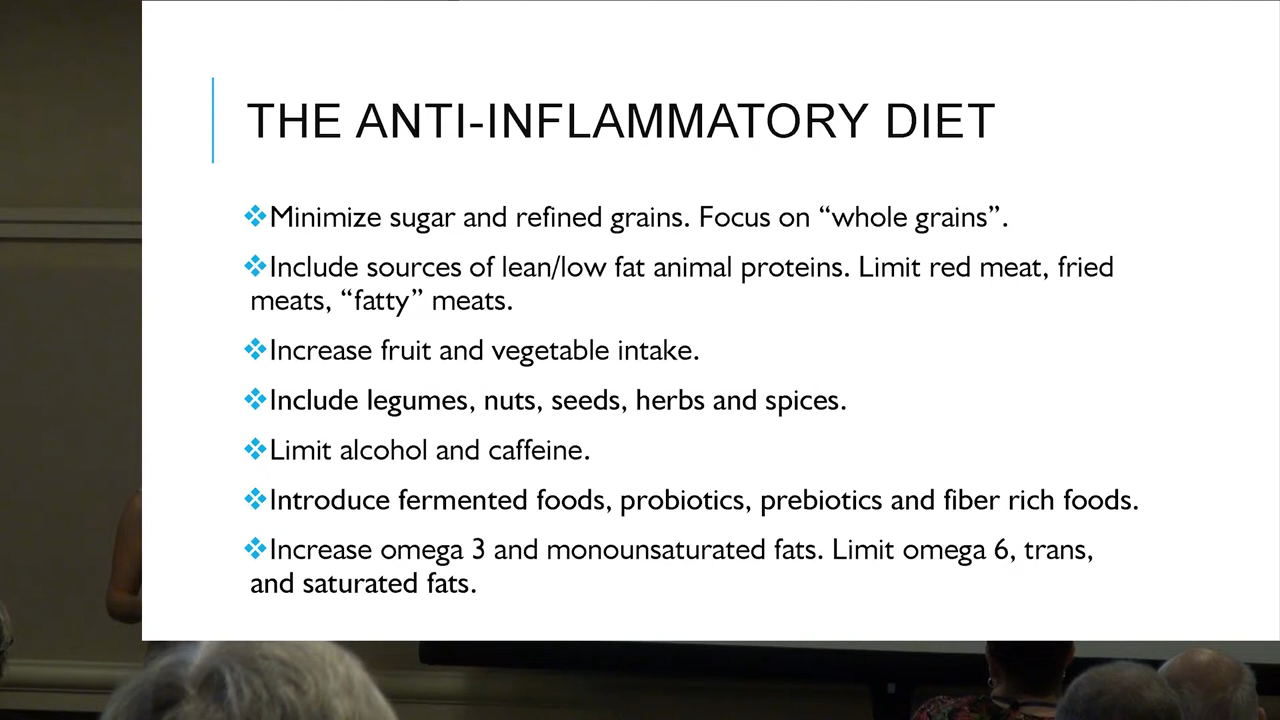 THE ANTI-INFLAMMATORY DIET
❖Minimize sugar and refined grains. Focus on “whole grains”.
❖Include sources of lean/low fat animal proteins. Limit red meat, fried
meats, “fatty” meats.
❖Increase fruit and vegetable intake.
❖Include legumes, nuts, seeds, herbs and spices.
❖Limit alcohol and caffeine.
❖Introduce fermented foods, probiotics, prebiotics and fiber rich foods.
❖Increase omega 3 and monounsaturated fats. Limit omega 6, trans,
and saturated fats.